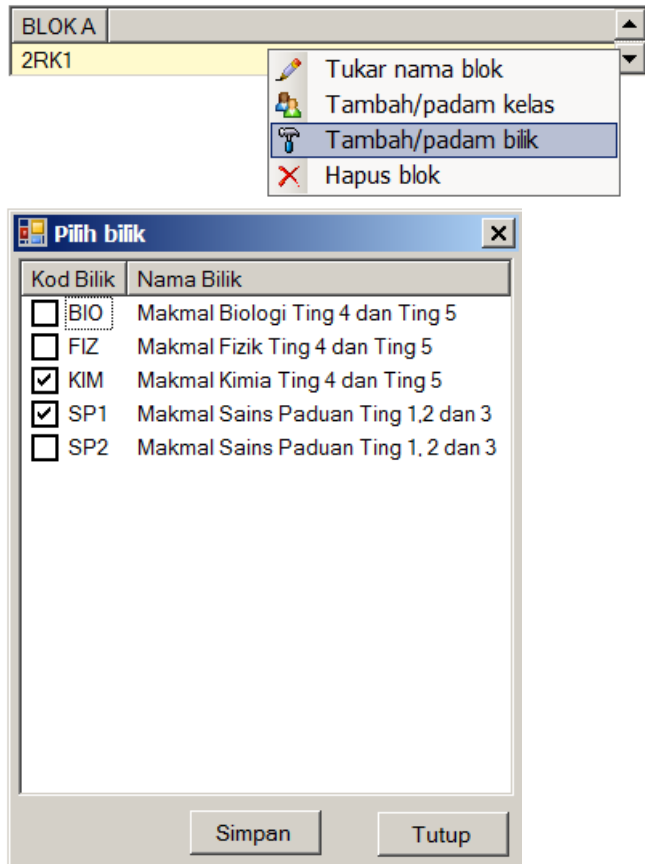 BLOK A
2RK1
Tukar nama blok
Tambah/padam kelas
Tambah/padam bilik
Hapus blok
Pilih bilik
Kod Bilik Nama Bilik
BIO Makmal Biologi Ting 4 dan Ting 5
FIZ Makmal Fizik Ting 4 dan Ting 5
KIM Makmal Kimia Ting 4 dan Ting 5
SP1 Makmal Sains Paduan Ting 1,2 dan 3
SP2 Makmal Sains Paduan Ting 1, 2 dan 3
Simpan Tutup